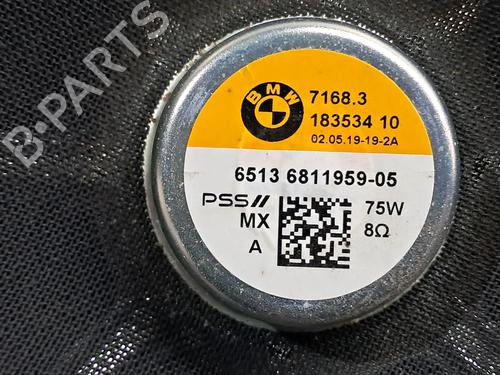 B-PARTS
BMW
7168.3
183534 10
02.05.19-19-2A
6513 6811959-05
PSS//
MX
75W
A
8Ω